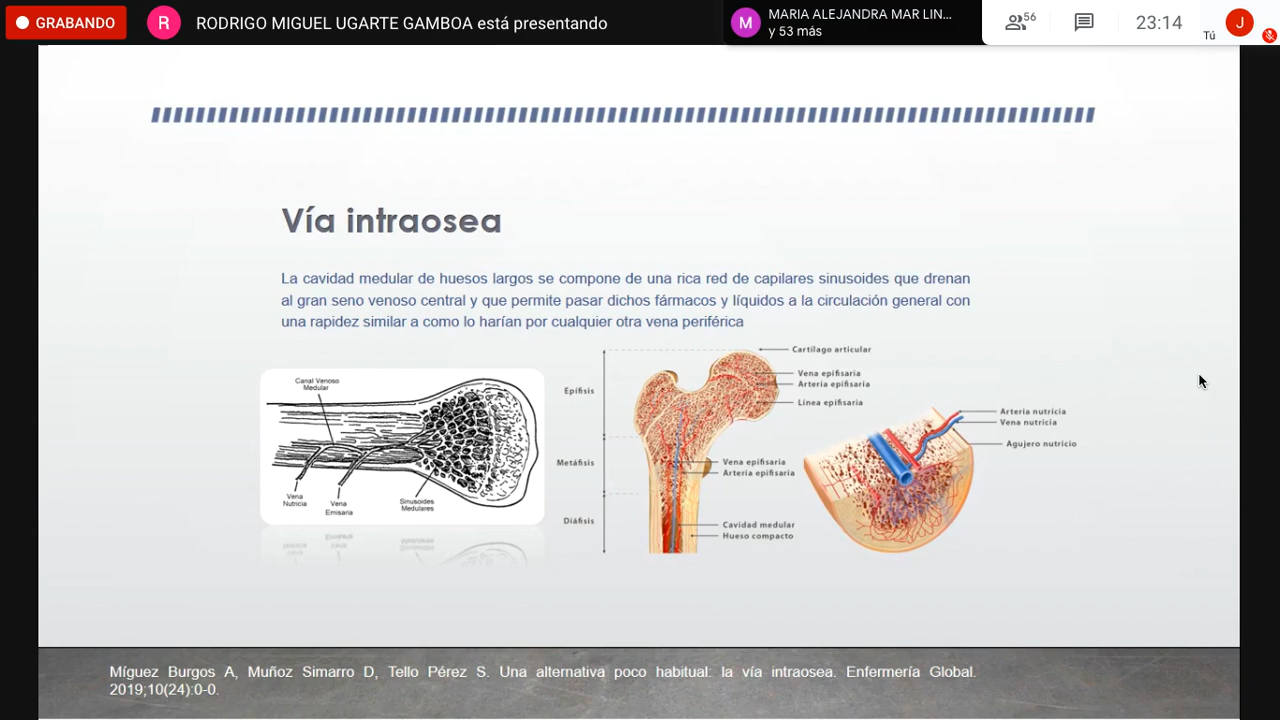 GRABANDO
R
RODRIGO MIGUEL UGARTE GAMBOA está presentando
M
MARIA ALEJANDRA MAR LIN...
y 53 más
56
23:14
Tú
J
Vía intraosea
La cavidad medular de huesos largos se compone de una rica red de capilares sinusoides que drenan
al gran seno venoso central y que permite pasar dichos fármacos y líquidos a la circulación general con
una rapidez similar a como lo harían por cualquier otra vena periférica
Canal Venoso
Medular
Vena
Nutricia
Vena
Emisaria
Sinusoides
Medulares
Epífisis
Metáfisis
Diáfisis
Cartílago articular
Vena epifisaria
Arteria epifisaria
Línea epifisaria
Vena epifisaria
Arteria epifisaria
Cavidad medular
Hueso compacto
Arteria nutricia
Vena nutricia
Agujero nutricio
Míguez Burgos A, Muñoz Simarro D, Tello Pérez S. Una alternativa poco habitual: la vía intraosea. Enfermería Global.
2019;10(24):0-0.